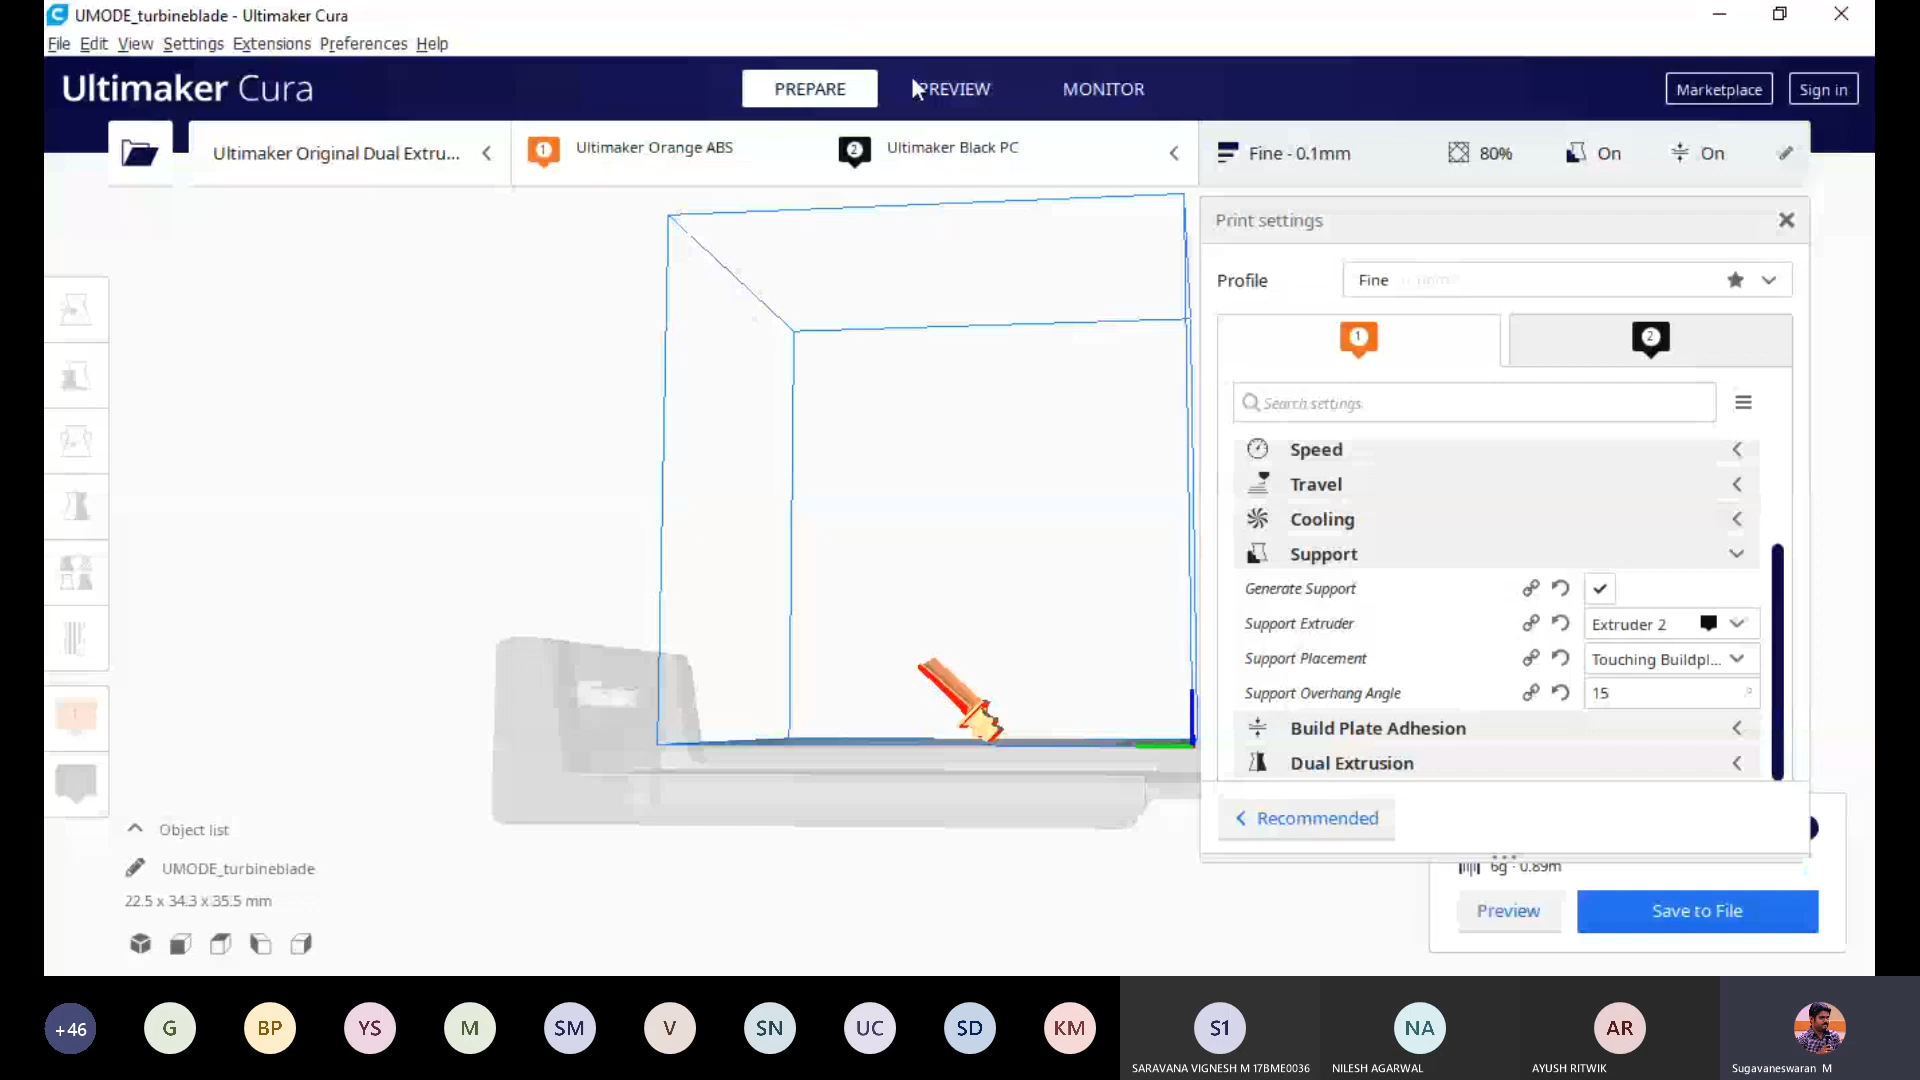 UMODE_turbineblade - Ultimaker Cura
File Edit View Settings Extensions Preferences Help
Ultimaker Cura
PREPARE
PREVIEW
MONITOR
Marketplace
Sign in
Ultimaker Original Dual Extru...
1
Ultimaker Orange ABS
2
Ultimaker Black PC
Fine - 0.1mm
80%
On
On
Print settings
Profile
Fine
1
2
Search settings
Speed
Travel
Cooling
Support
Generate Support
Support Extruder
Extruder 2
Support Placement
Touching Buildpl...
Support Overhang Angle
15 °
Build Plate Adhesion
Dual Extrusion
Recommended
1
Object list
UMODE_turbineblade
22.5 x 34.3 x 35.5 mm
6g · 0.89m
Preview
Save to File
+46
G
BP
YS
M
SM
V
SN
UC
SD
KM
S1
SARAVANA VIGNESH M 17BME0036
NA
NILESH AGARWAL
AR
AYUSH RITWIK
Sugavaneswaran M